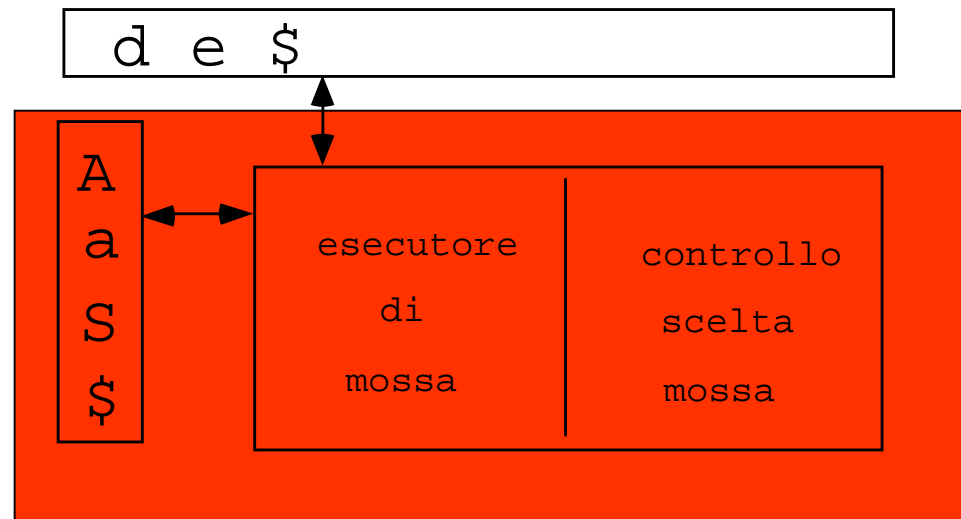 d e $
A
a
S
$
esecutore
di
mossa
controllo
scelta
mossa